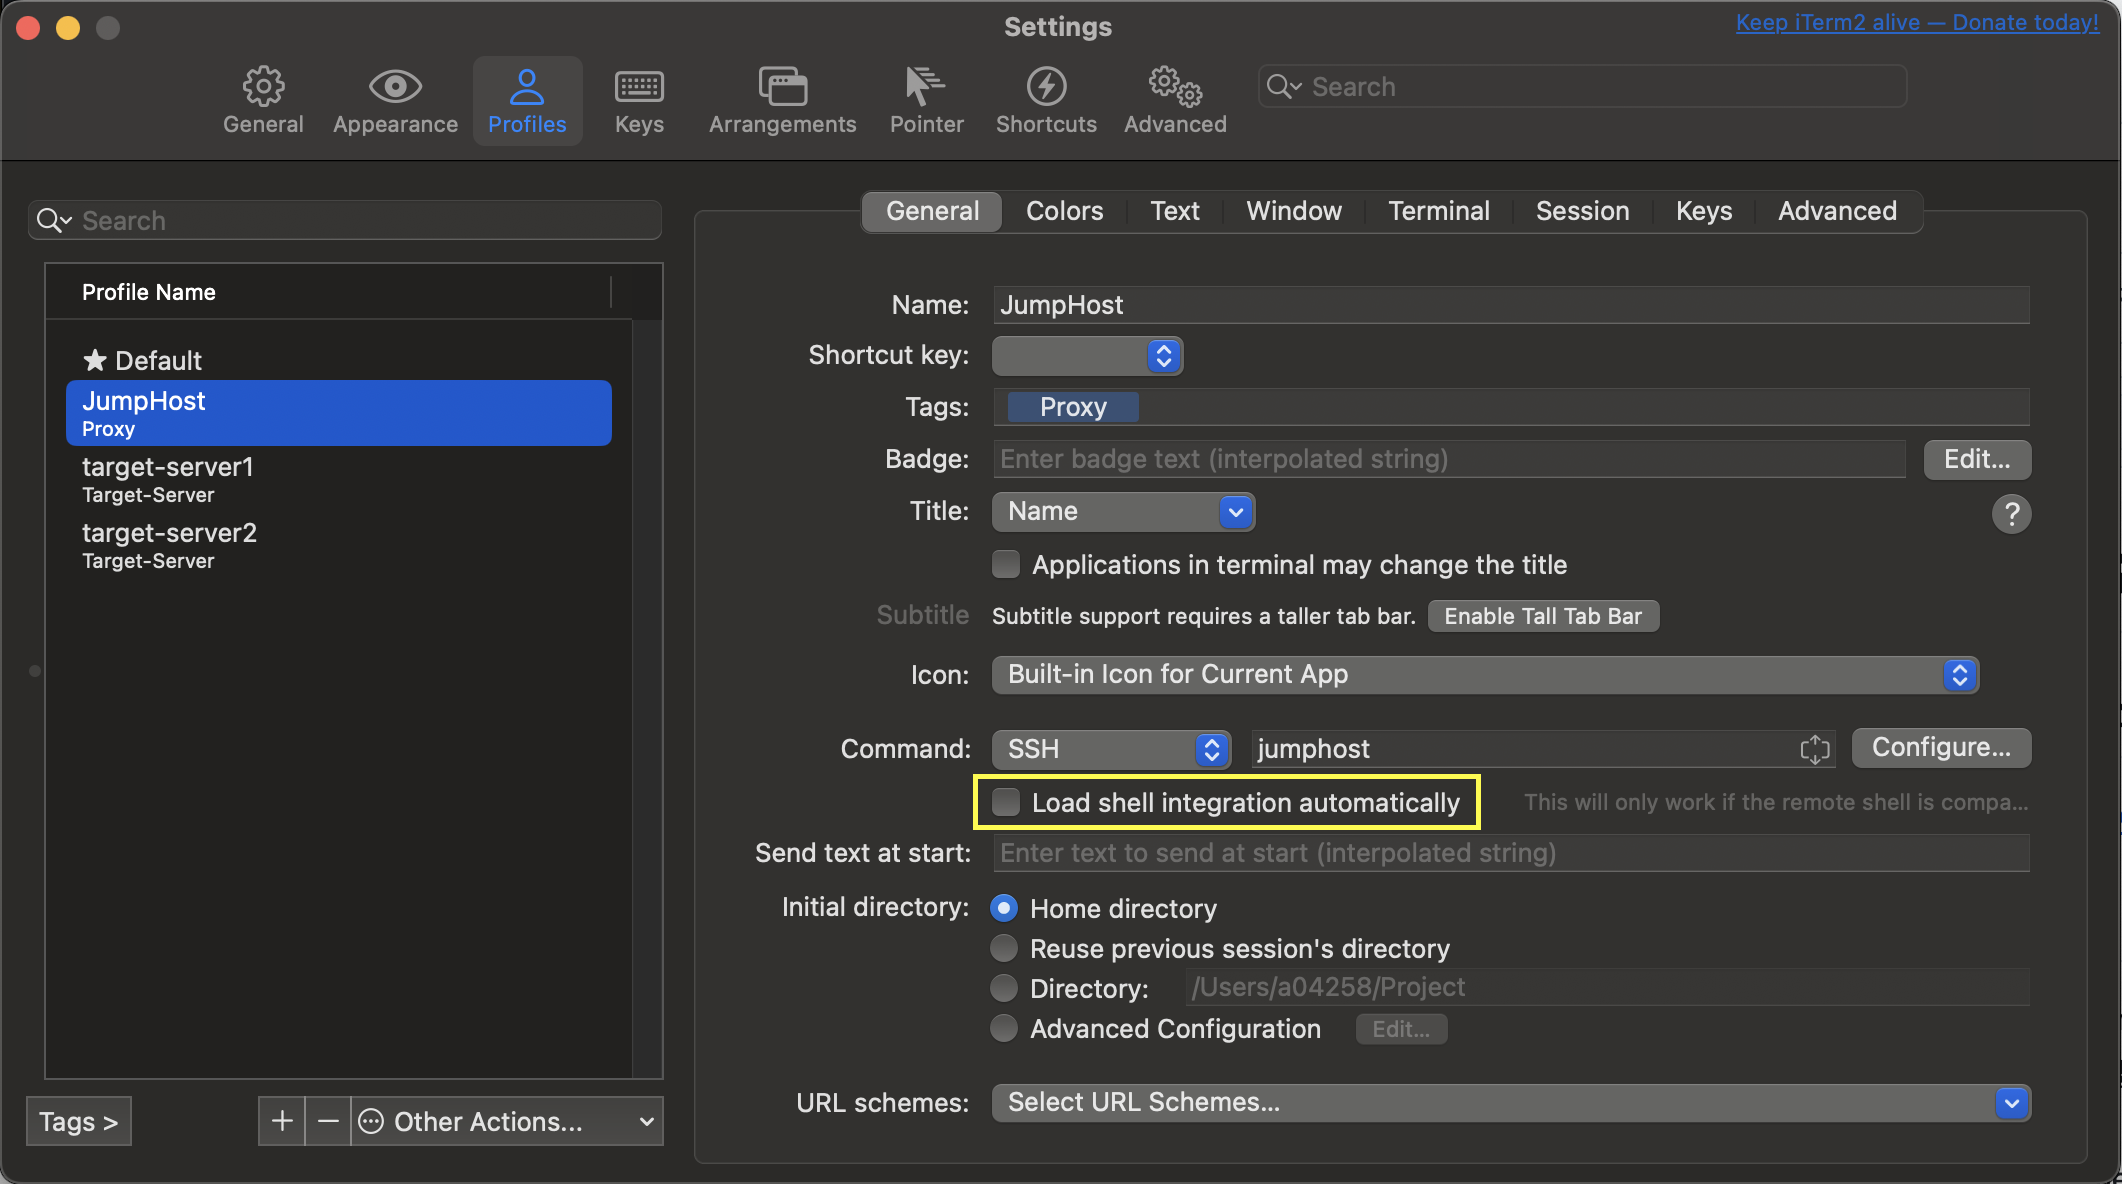 Settings
Keep iTerm2 alive — Donate today!
General
Appearance
Profiles
Keys
Arrangements
Pointer
Shortcuts
Advanced
Search
Search
Profile Name
★ Default
JumpHost
Proxy
target-server1
Target-Server
target-server2
Target-Server
Tags >
+
−
Other Actions...
General
Colors
Text
Window
Terminal
Session
Keys
Advanced
Name: JumpHost
Shortcut key:
Tags: Proxy
Badge: Enter badge text (interpolated string) Edit...
Title: Name
?
Applications in terminal may change the title
Subtitle Subtitle support requires a taller tab bar. Enable Tall Tab Bar
Icon: Built-in Icon for Current App
Command: SSH jumphost Configure...
Load shell integration automatically This will only work if the remote shell is compa...
Send text at start: Enter text to send at start (interpolated string)
Initial directory: Home directory
Reuse previous session's directory
Directory: /Users/a04258/Project
Advanced Configuration Edit...
URL schemes: Select URL Schemes...